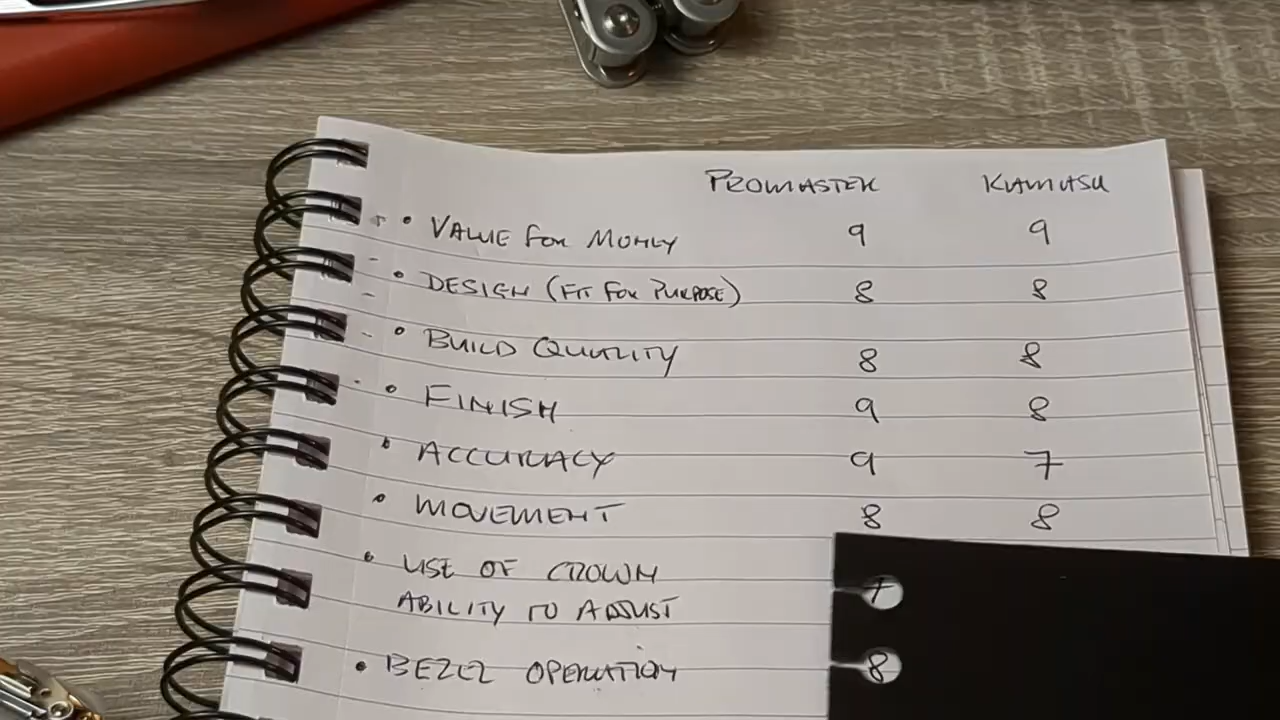 PROMASTER KAMASU
• VALUE FOR MONEY 9 9
• DESIGN (FIT FOR PURPOSE) 8 8
• BUILD QUALITY 8 8
• FINISH 9 8
• ACCURACY 9 7
• MOVEMENT 8 8
• USE OF CROWN
ABILITY TO ADJUST 7
• BEZEL OPERATION 8